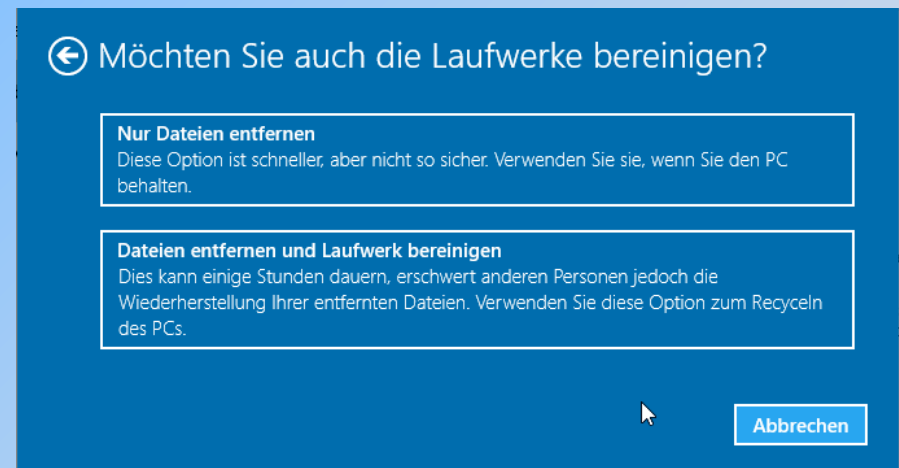 Möchten Sie auch die Laufwerke bereinigen?
Nur Dateien entfernen
Diese Option ist schneller, aber nicht so sicher. Verwenden Sie sie, wenn Sie den PC
behalten.
Dateien entfernen und Laufwerk bereinigen
Dies kann einige Stunden dauern, erschwert anderen Personen jedoch die
Wiederherstellung Ihrer entfernten Dateien. Verwenden Sie diese Option zum Recyceln
des PCs.
Abbrechen